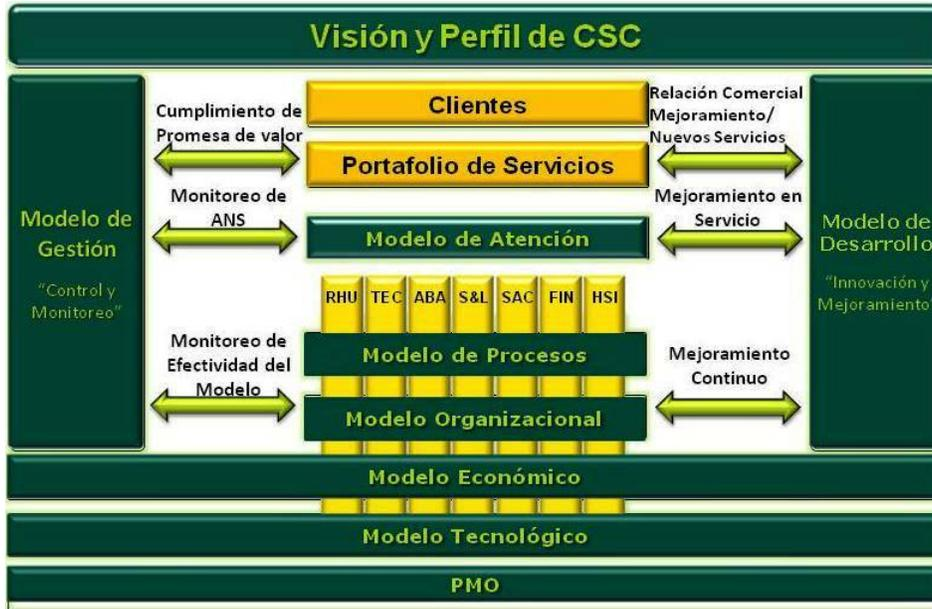 Visión y Perfil de CSC
Cumplimiento de
Promesa de valor
Clientes
Relación Comercial
Mejoramiento/
Nuevos Servicios
Portafolio de Servicios
Monitoreo de
ANS
Mejoramiento en
Servicio
Modelo de
Gestión
"Control y
Monitoreo"
Modelo de Atención
Modelo de
Desarrollo
"Innovación y
Mejoramiento"
RHU TEC ABA S&L SAC FIN HSI
Monitoreo de
Efectividad del
Modelo
Modelo de Procesos
Mejoramiento
Continuo
Modelo Organizacional
Modelo Económico
Modelo Tecnológico
PMO